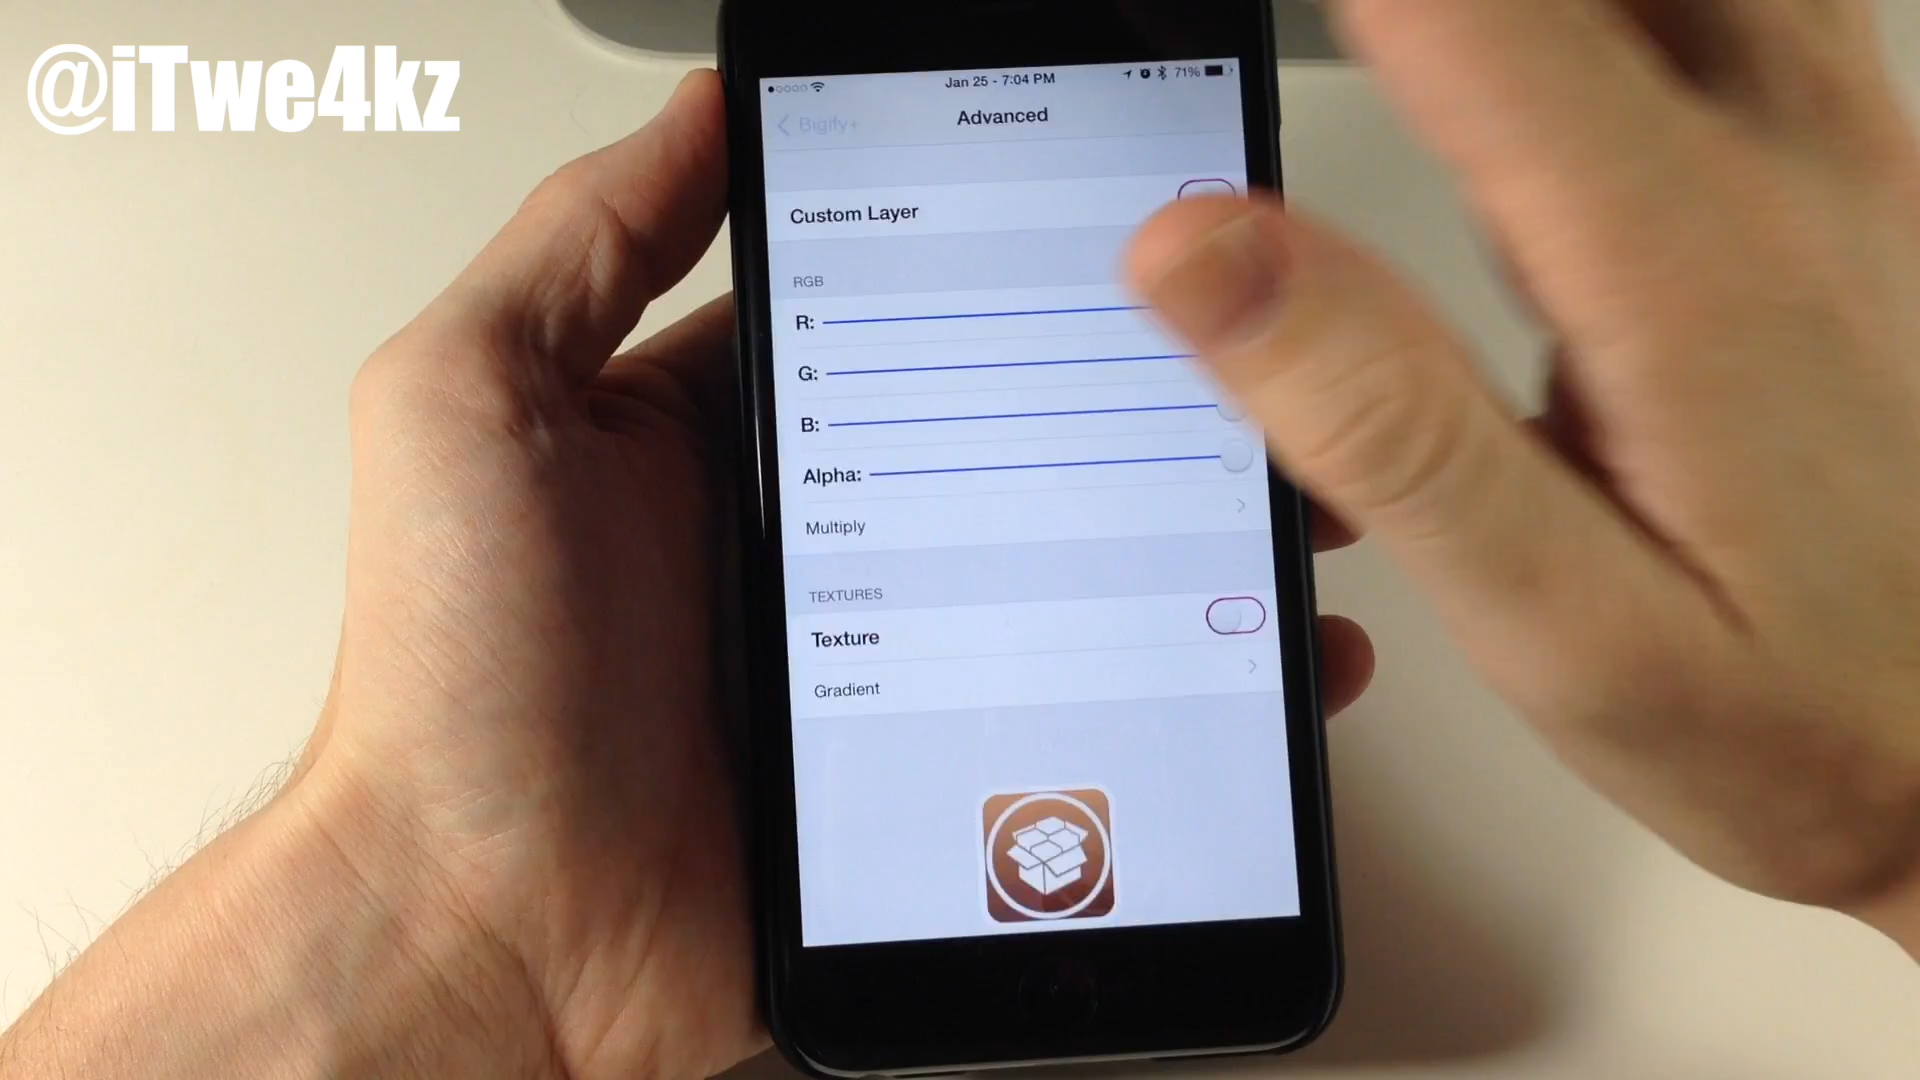 @iTwe4kz
Jan 25 - 7:04 PM
71%
Bigify+
Advanced
Custom Layer
RGB
R:
G:
B:
Alpha:
Multiply
TEXTURES
Texture
Gradient